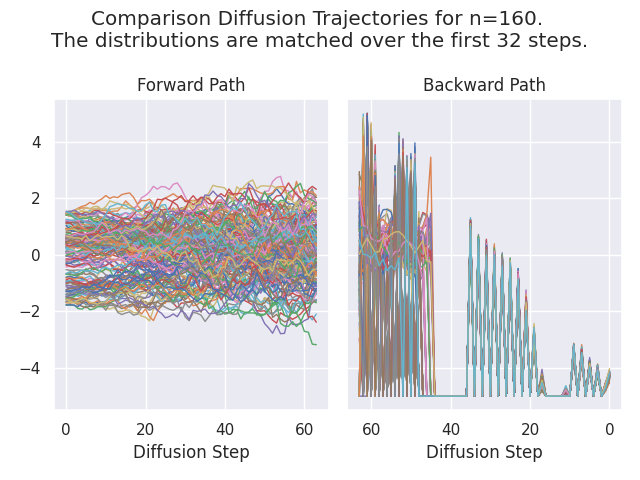 Comparison Diffusion Trajectories for n=160.
The distributions are matched over the first 32 steps.
Forward Path
Backward Path
4
2
0
−2
−4
0 20 40 60
60 40 20 0
Diffusion Step
Diffusion Step